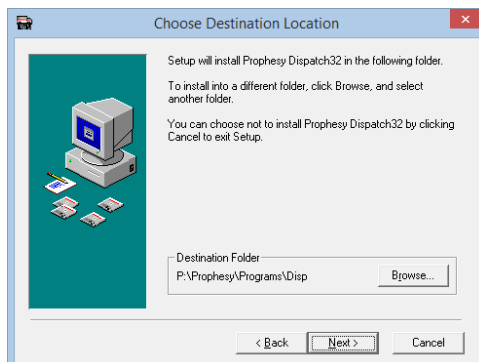 Choose Destination Location
Setup will install Prophesy Dispatch32 in the following folder.
To install into a different folder, click Browse, and select
another folder.
You can choose not to install Prophesy Dispatch32 by clicking
Cancel to exit Setup.
Destination Folder
P:\Prophesy\Programs\Disp
Browse...
< Back
Next >
Cancel